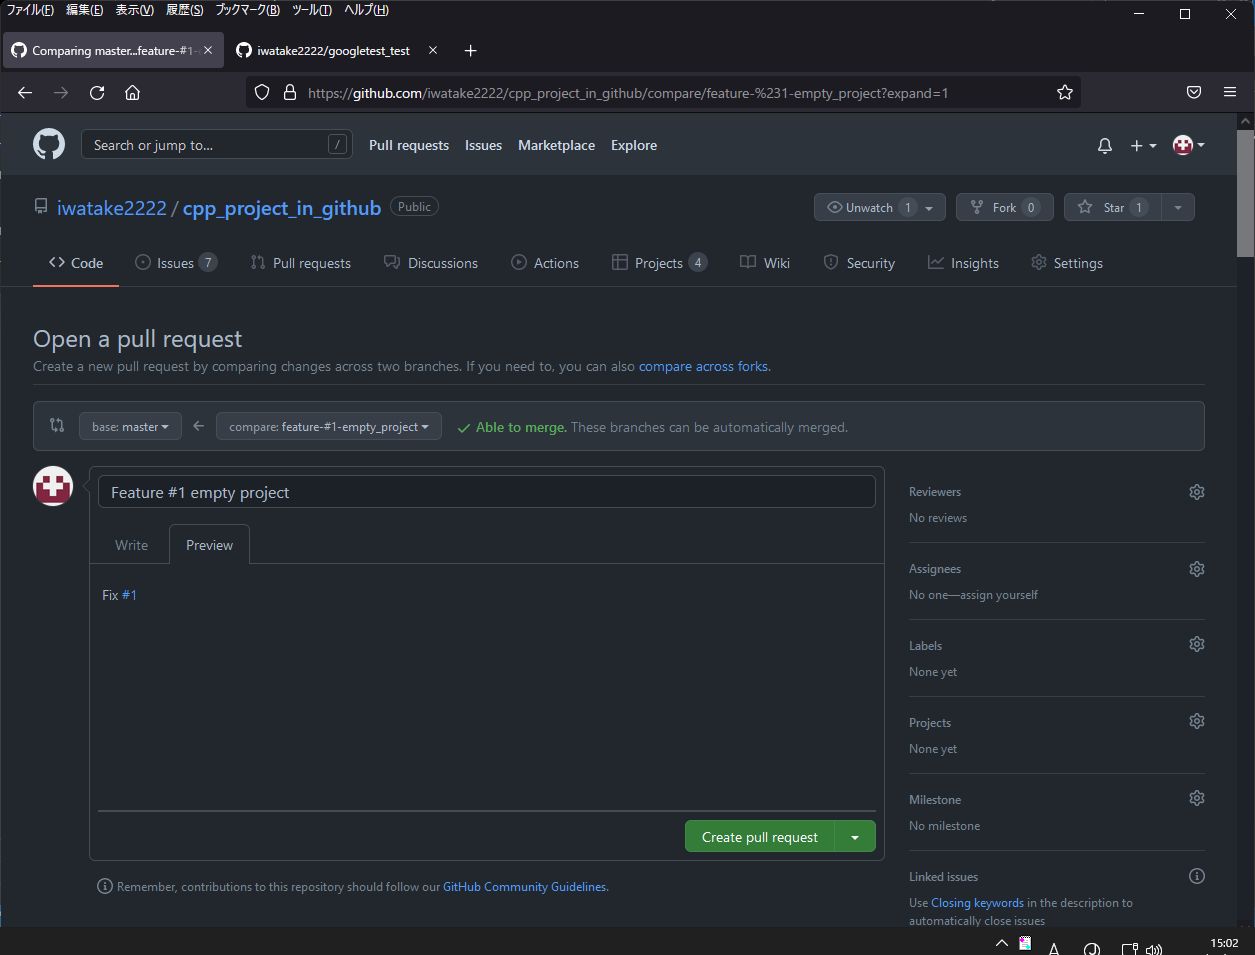 ファイル(F) 編集(E) 表示(V) 履歴(S) ブックマーク(B) ツール(T) ヘルプ(H)
Comparing master...feature-#1- iwatake2222/googletest_test
https://github.com/iwatake2222/cpp_project_in_github/compare/feature-%231-empty_project?expand=1
Search or jump to... / Pull requests Issues Marketplace Explore
iwatake2222 / cpp_project_in_github Public Unwatch 1 Fork 0 Star 1
Code Issues 7 Pull requests Discussions Actions Projects 4 Wiki Security Insights Settings
Open a pull request
Create a new pull request by comparing changes across two branches. If you need to, you can also compare across forks.
base: master compare: feature-#1-empty_project Able to merge. These branches can be automatically merged.
Feature #1 empty project
Write Preview
Fix #1
Create pull request
Remember, contributions to this repository should follow our GitHub Community Guidelines.
Reviewers
No reviews
Assignees
No one—assign yourself
Labels
None yet
Projects
None yet
Milestone
No milestone
Linked issues
Use Closing keywords in the description to
automatically close issues
A
15:02